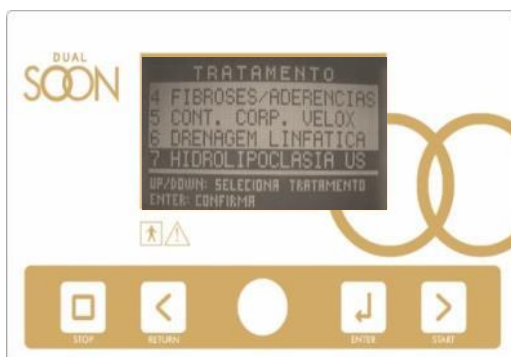 DUAL
SOON
TRATAMENTO
4 FIBROSES/ADERENCIAS
5 CONT. CORP. VELOX
6 DRENAGEM LINFATICA
7 HIDROLIPOCLASIA US
UP/DOWN: SELECIONA TRATAMENTO
ENTER: CONFIRMA
STOP
RETURN
ENTER
START